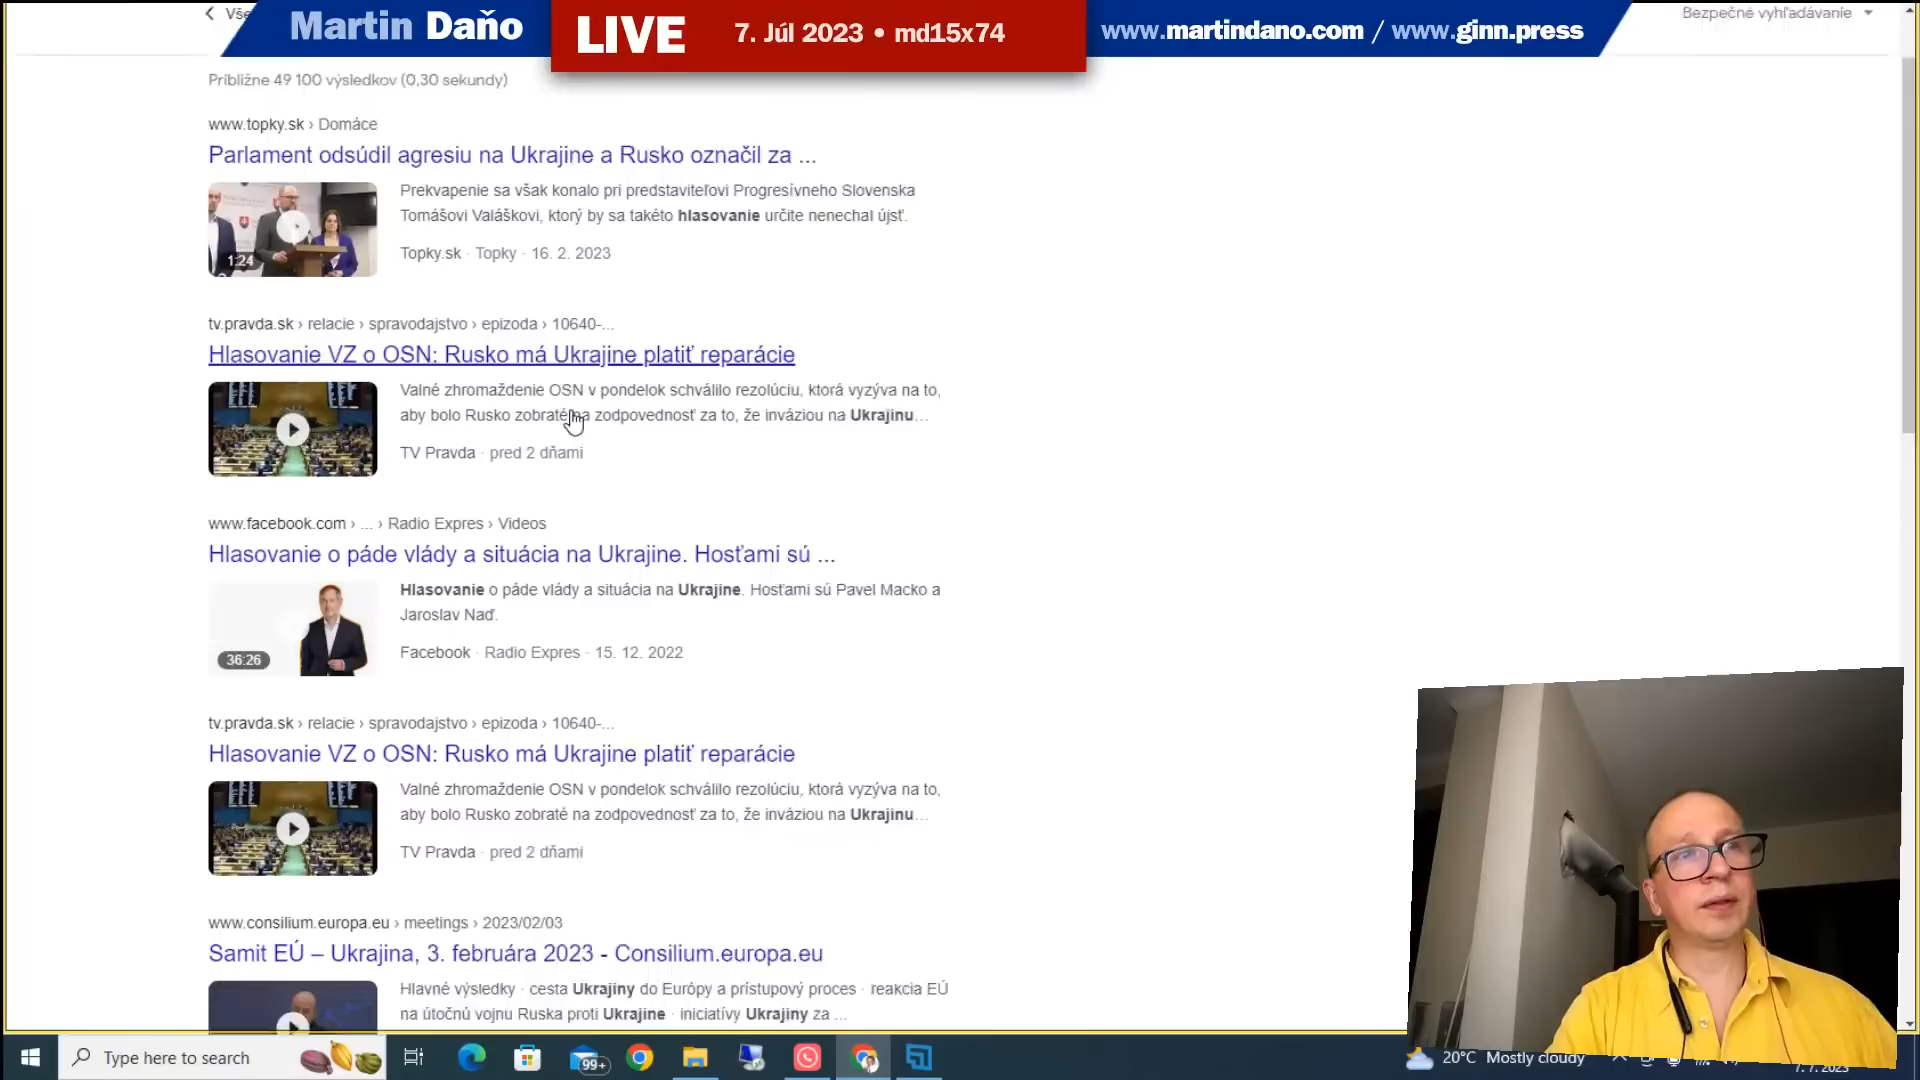 Martin Daňo
LIVE
7. Júl 2023 • md15x74
www.martindano.com / www.ginn.press
Bezpečné vyhľadávanie
Približne 49 100 výsledkov (0,30 sekundy)
www.topky.sk › Domáce
Parlament odsúdil agresiu na Ukrajine a Rusko označil za ...
Prekvapenie sa však konalo pri predstaviteľovi Progresívneho Slovenska
Tomášovi Valáškovi, ktorý by sa takéto hlasovanie určite nenechal újsť.
1:24
Topky.sk · Topky · 16. 2. 2023
tv.pravda.sk › relacie › spravodajstvo › epizoda › 10640-...
Hlasovanie VZ o OSN: Rusko má Ukrajine platiť reparácie
Valné zhromaždenie OSN v pondelok schválilo rezolúciu, ktorá vyzýva na to,
aby bolo Rusko zobraté na zodpovednosť za to, že inváziou na Ukrajinu...
TV Pravda · pred 2 dňami
www.facebook.com › ... › Radio Expres › Videos
Hlasovanie o páde vlády a situácia na Ukrajine. Hosťami sú ...
Hlasovanie o páde vlády a situácia na Ukrajine. Hosťami sú Pavel Macko a
Jaroslav Naď.
36:26
Facebook · Radio Expres · 15. 12. 2022
tv.pravda.sk › relacie › spravodajstvo › epizoda › 10640-...
Hlasovanie VZ o OSN: Rusko má Ukrajine platiť reparácie
Valné zhromaždenie OSN v pondelok schválilo rezolúciu, ktorá vyzýva na to,
aby bolo Rusko zobraté na zodpovednosť za to, že inváziou na Ukrajinu...
TV Pravda · pred 2 dňami
www.consilium.europa.eu › meetings › 2023/02/03
Samit EÚ – Ukrajina, 3. februára 2023 - Consilium.europa.eu
Hlavné výsledky · cesta Ukrajiny do Európy a prístupový proces · reakcia EÚ
na útočnú vojnu Ruska proti Ukrajine · iniciatívy Ukrajiny za ...
Type here to search
99+
20°C Mostly cloudy
7. 7. 2023